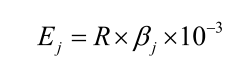 E_j = R × β_j × 10^{-3}